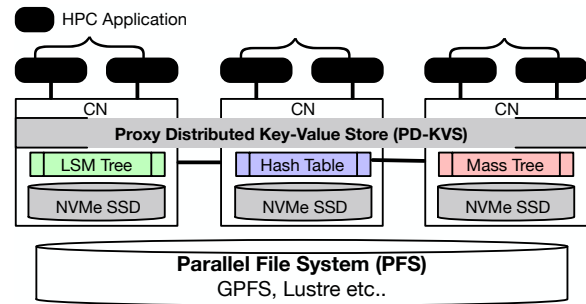 HPC Application
CN CN CN
Proxy Distributed Key-Value Store (PD-KVS)
LSM Tree Hash Table Mass Tree
NVMe SSD NVMe SSD NVMe SSD
Parallel File System (PFS)
GPFS, Lustre etc..